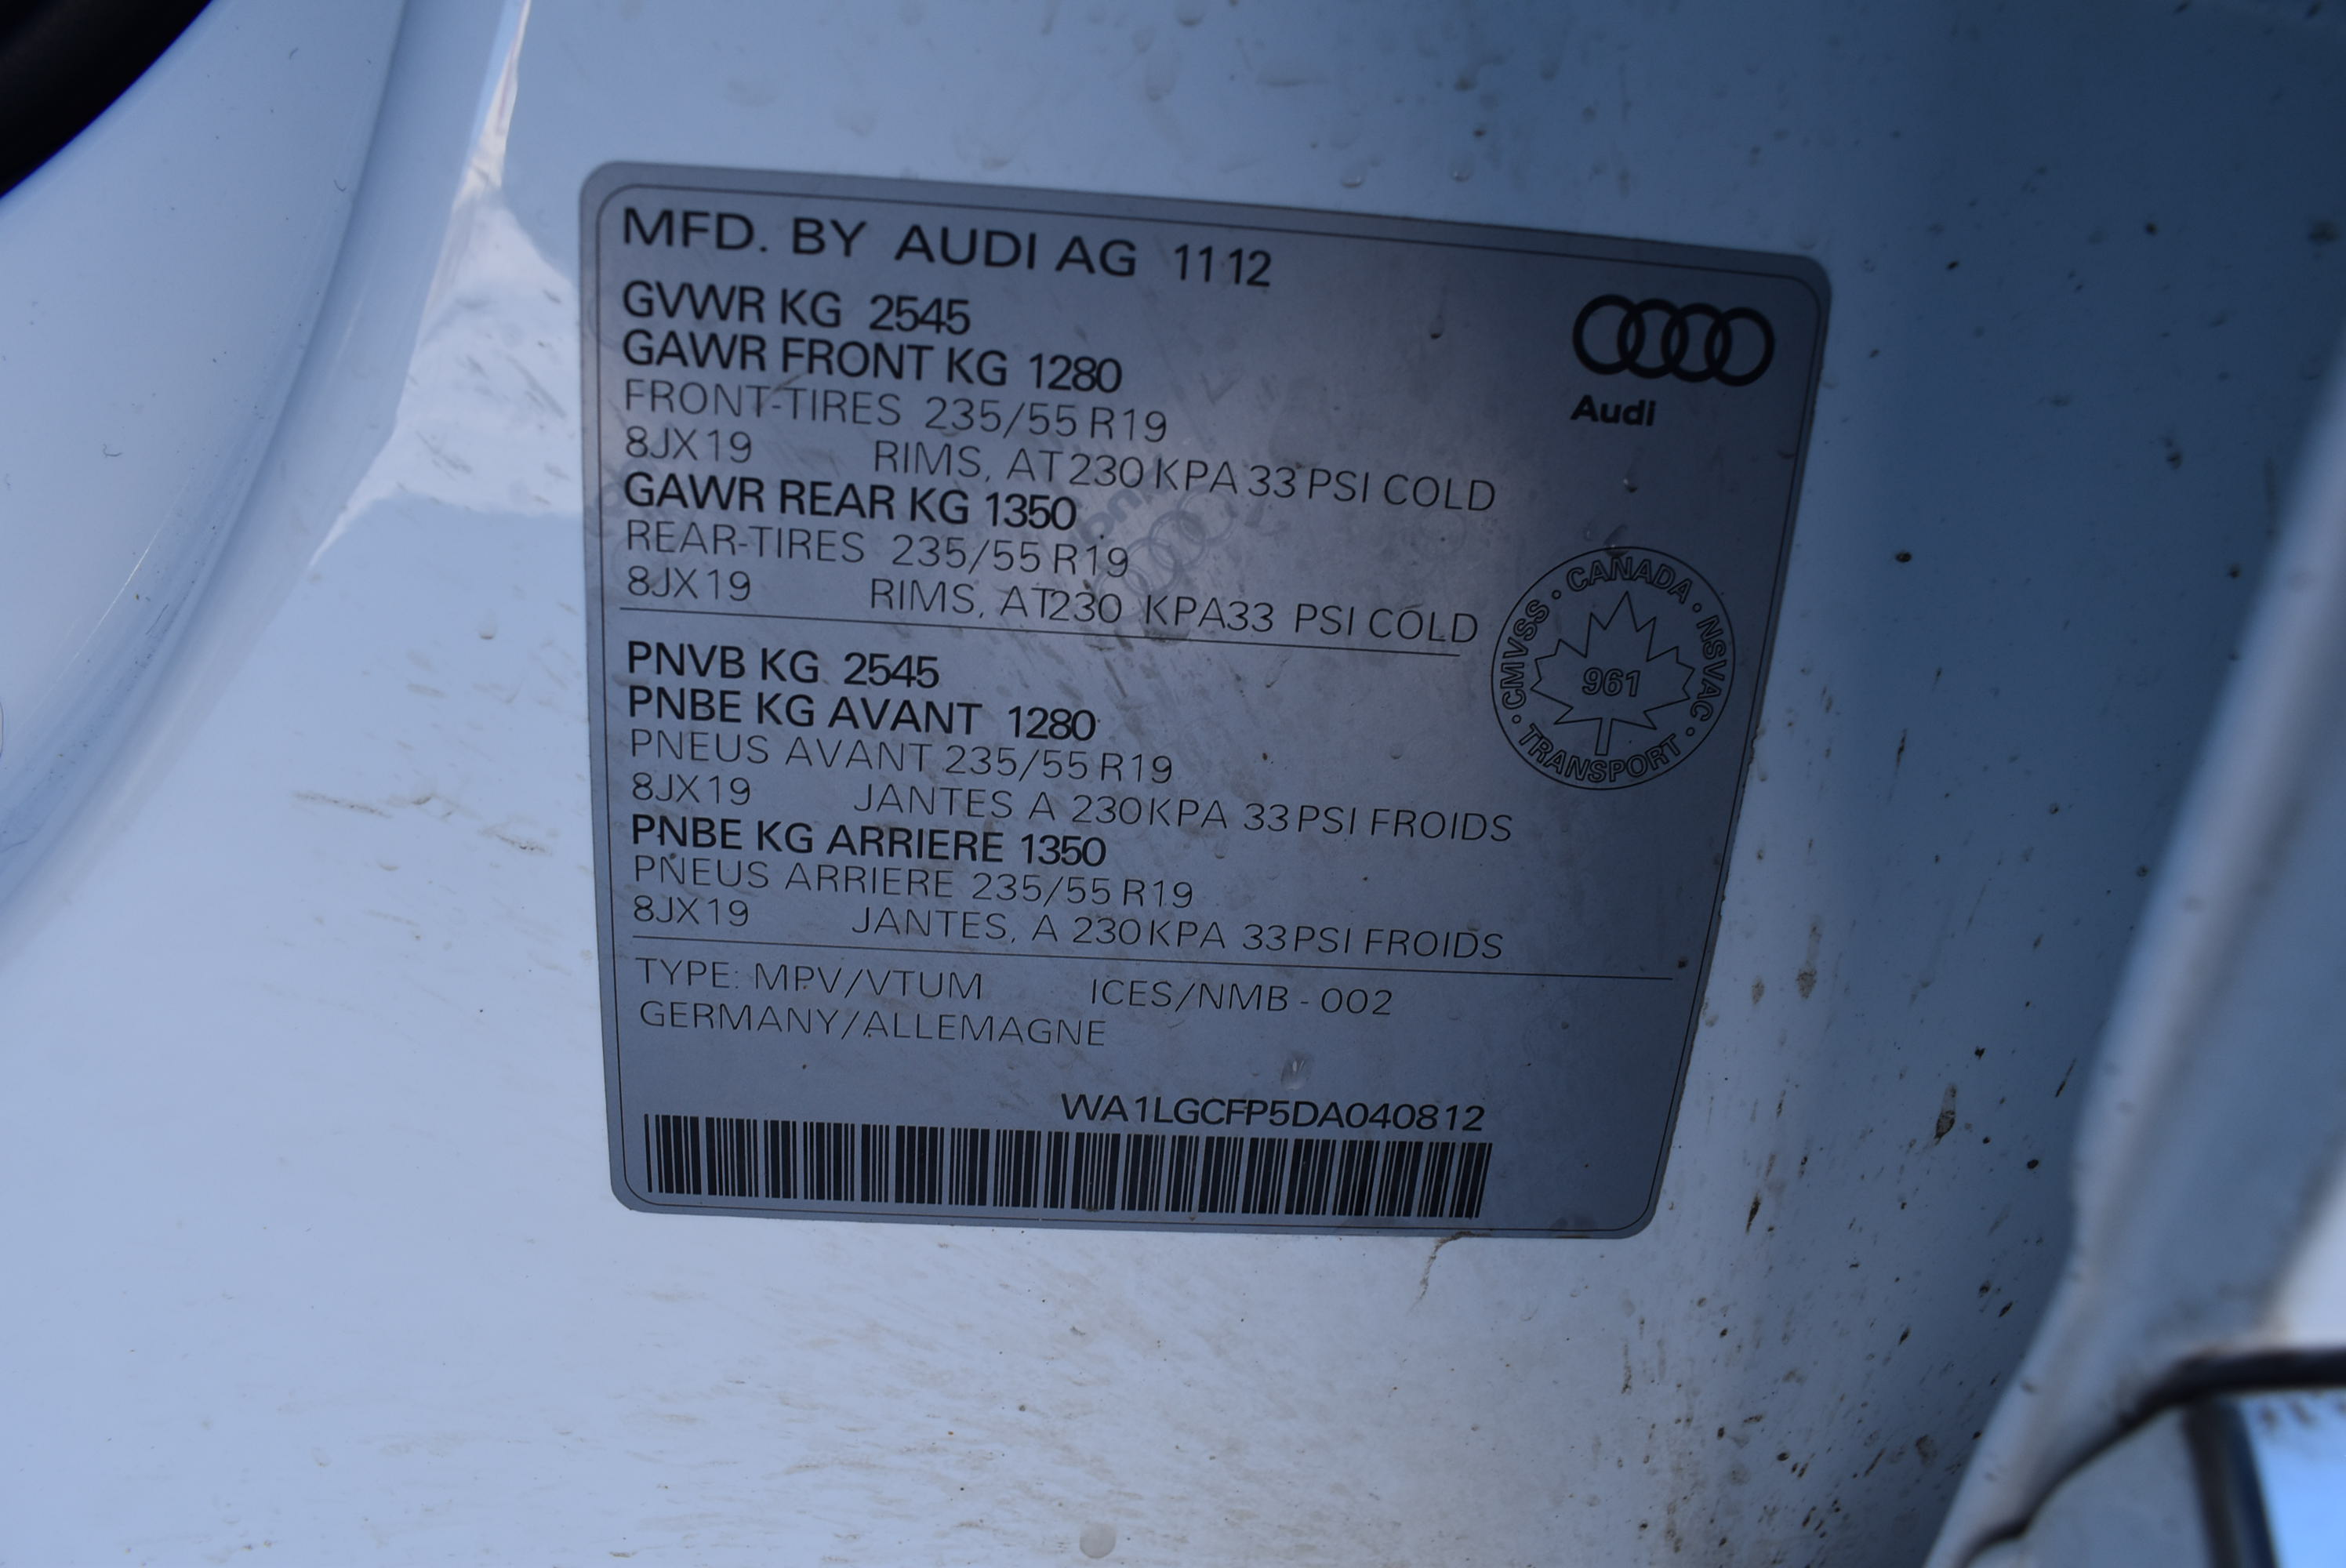 MFD. BY AUDI AG 11 12
GVWR KG 2545
GAWR FRONT KG 1280
FRONT-TIRES 235/55 R19
8JX19 RIMS, AT 230 KPA 33 PSI COLD
GAWR REAR KG 1350
REAR-TIRES 235/55 R19
8JX19 RIMS, AT 230 KPA 33 PSI COLD
Audi
CMVSS · CANADA · NSVAC · TRANSPORT ·
961
PNVB KG 2545
PNBE KG AVANT 1280
PNEUS AVANT 235/55 R19
8JX19 JANTES A 230 KPA 33 PSI FROIDS
PNBE KG ARRIERE 1350
PNEUS ARRIERE 235/55 R19
8JX19 JANTES, A 230 KPA 33 PSI FROIDS
TYPE: MPV/VTUM ICES/NMB - 002
GERMANY/ALLEMAGNE
WA1LGCFP5DA040812